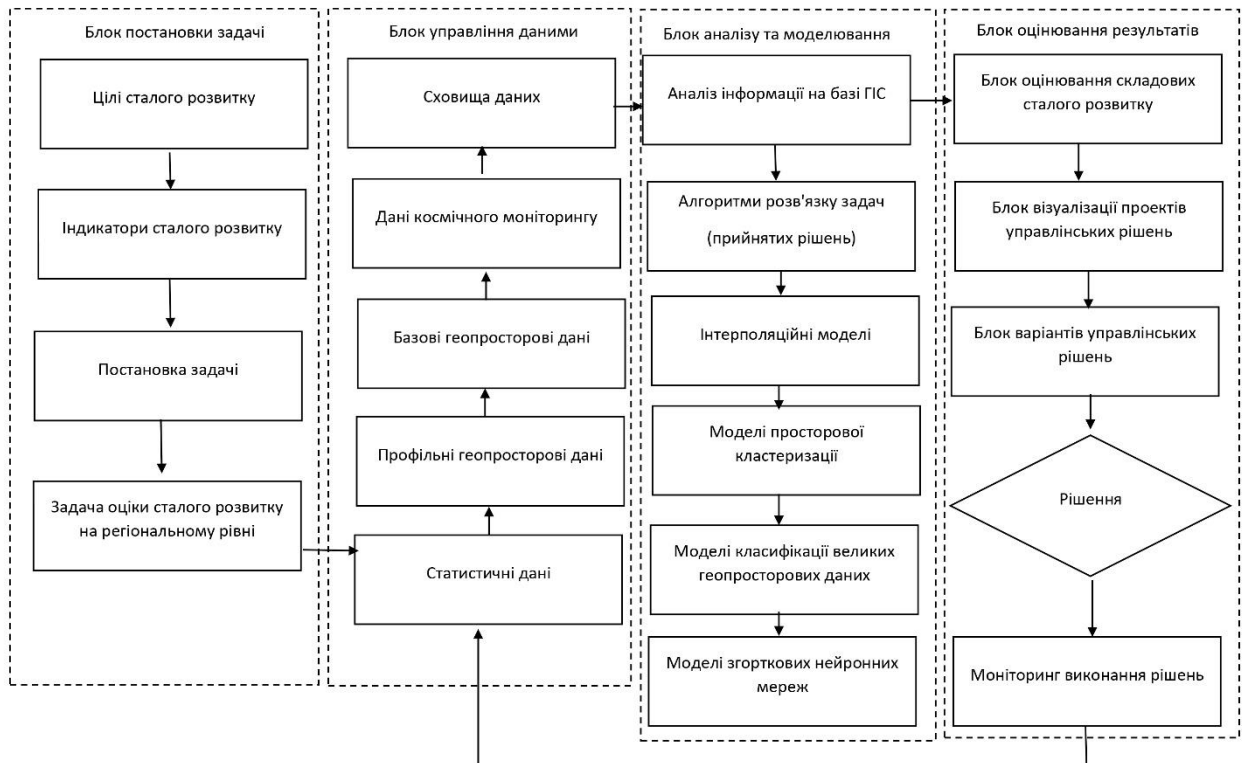 Блок постановки задачі
Цілі сталого розвитку
Індикатори сталого розвитку
Постановка задачі
Задача оціки сталого розвитку
на регіональному рівні
Блок управління даними
Сховища даних
Дані космічного моніторингу
Базові геопросторові дані
Профільні геопросторові дані
Статистичні дані
Блок аналізу та моделювання
Аналіз інформації на базі ГІС
Алгоритми розв'язку задач
(прийнятих рішень)
Інтерполяційні моделі
Моделі просторової
кластеризації
Моделі класифікації великих
геопросторових даних
Моделі згорткових нейронних
мереж
Блок оцінювання результатів
Блок оцінювання складових
сталого розвитку
Блок візуалізації проектів
управлінських рішень
Блок варіантів управлінських
рішень
Рішення
Моніторинг виконання рішень